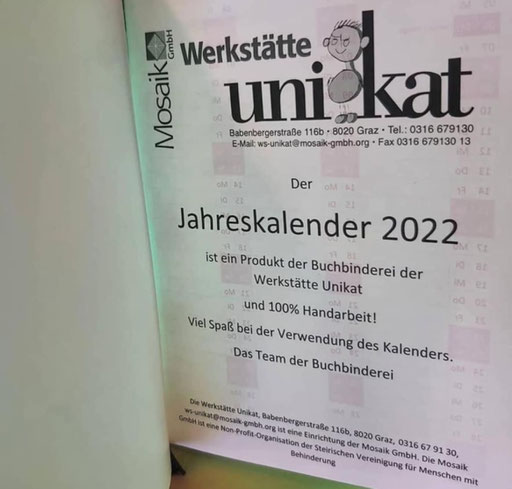 Mosaik GmbH
Werkstätte
unikat
Babenbergerstraße 116b · 8020 Graz · Tel.: 0316 679130
E-Mail: ws-unikat@mosaik-gmbh.org · Fax 0316 679130 13
Der
Jahreskalender 2022
ist ein Produkt der Buchbinderei der
Werkstätte Unikat
und 100% Handarbeit!
Viel Spaß bei der Verwendung des Kalenders.
Das Team der Buchbinderei
Die Werkstätte Unikat, Babenbergerstraße 116b, 8020 Graz, 0316 67 91 30,
ws-unikat@mosaik-gmbh.org ist eine Einrichtung der Mosaik GmbH. Die Mosaik
GmbH ist eine Non-Profit-Organisation der Steirischen Vereinigung für Menschen mit
Behinderung